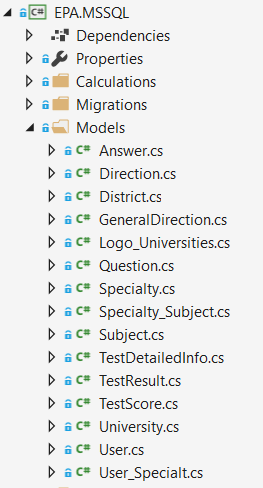 EPA.MSSQL
Dependencies
Properties
Calculations
Migrations
Models
Answer.cs
Direction.cs
District.cs
GeneralDirection.cs
Logo_Universities.cs
Question.cs
Specialty.cs
Specialty_Subject.cs
Subject.cs
TestDetailedInfo.cs
TestResult.cs
TestScore.cs
University.cs
User.cs
User_Specialt.cs